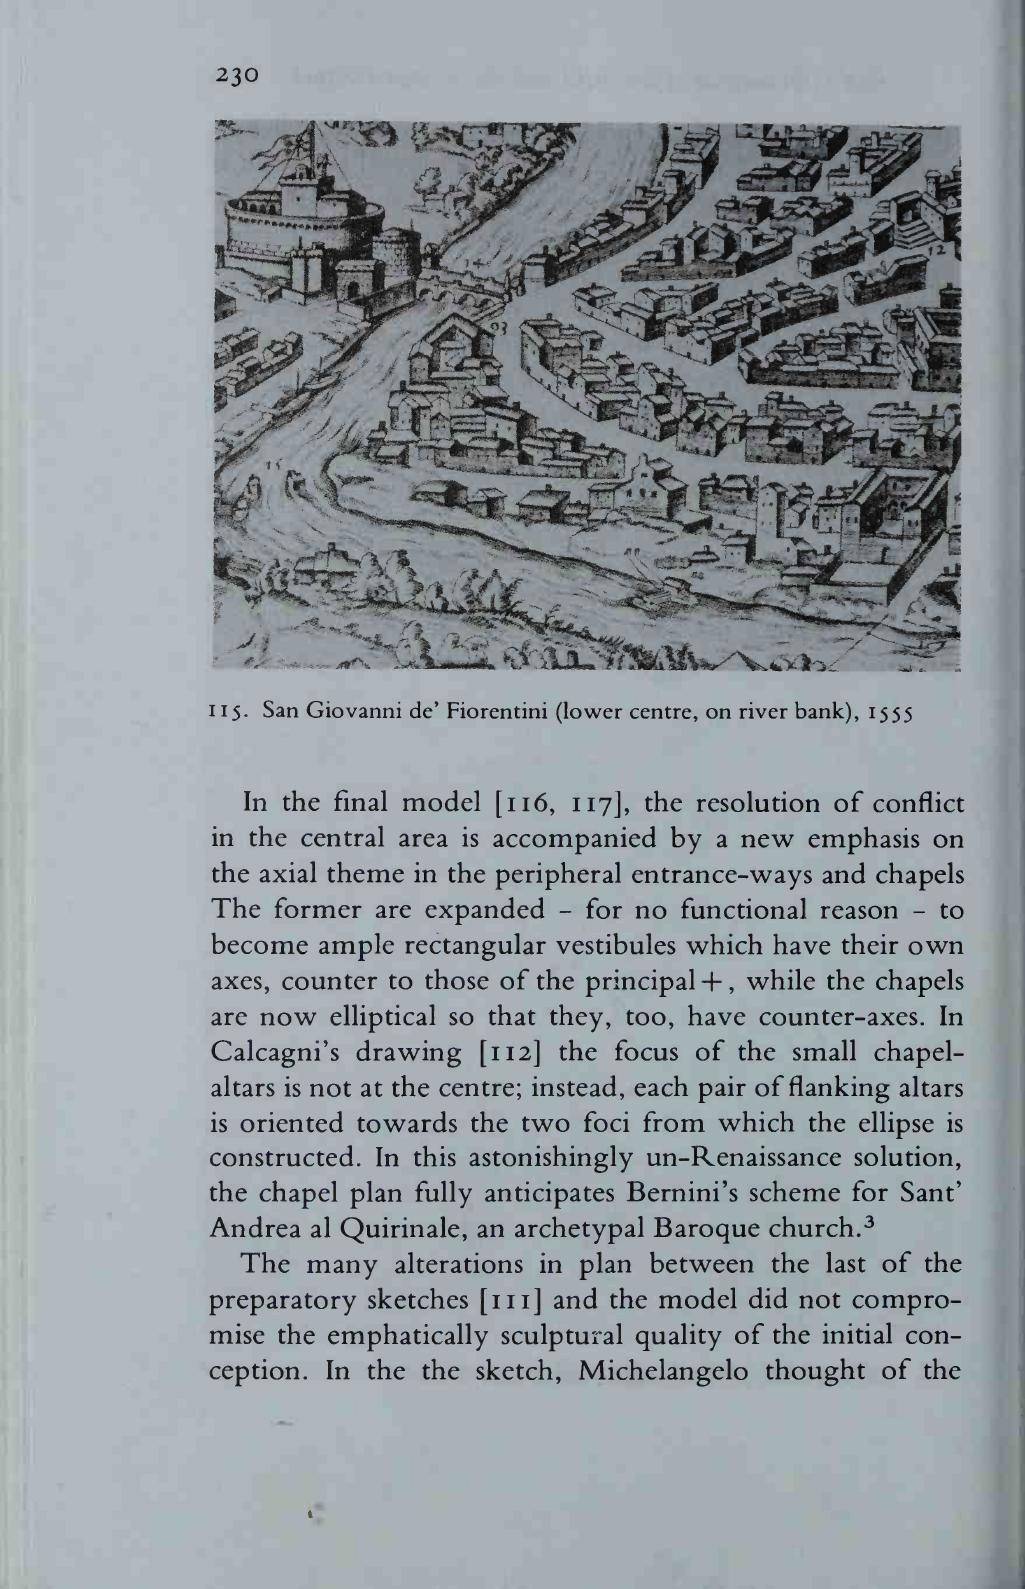 230
93
12
115. San Giovanni de' Fiorentini (lower centre, on river bank), 1555
In the final model [116, 117], the resolution of conflict
in the central area is accompanied by a new emphasis on
the axial theme in the peripheral entrance-ways and chapels
The former are expanded – for no functional reason – to
become ample rectangular vestibules which have their own
axes, counter to those of the principal +, while the chapels
are now elliptical so that they, too, have counter-axes. In
Calcagni's drawing [112] the focus of the small chapel-
altars is not at the centre; instead, each pair of flanking altars
is oriented towards the two foci from which the ellipse is
constructed. In this astonishingly un-Renaissance solution,
the chapel plan fully anticipates Bernini's scheme for Sant'
Andrea al Quirinale, an archetypal Baroque church.³
The many alterations in plan between the last of the
preparatory sketches [111] and the model did not compro-
mise the emphatically sculptural quality of the initial con-
ception. In the the sketch, Michelangelo thought of the